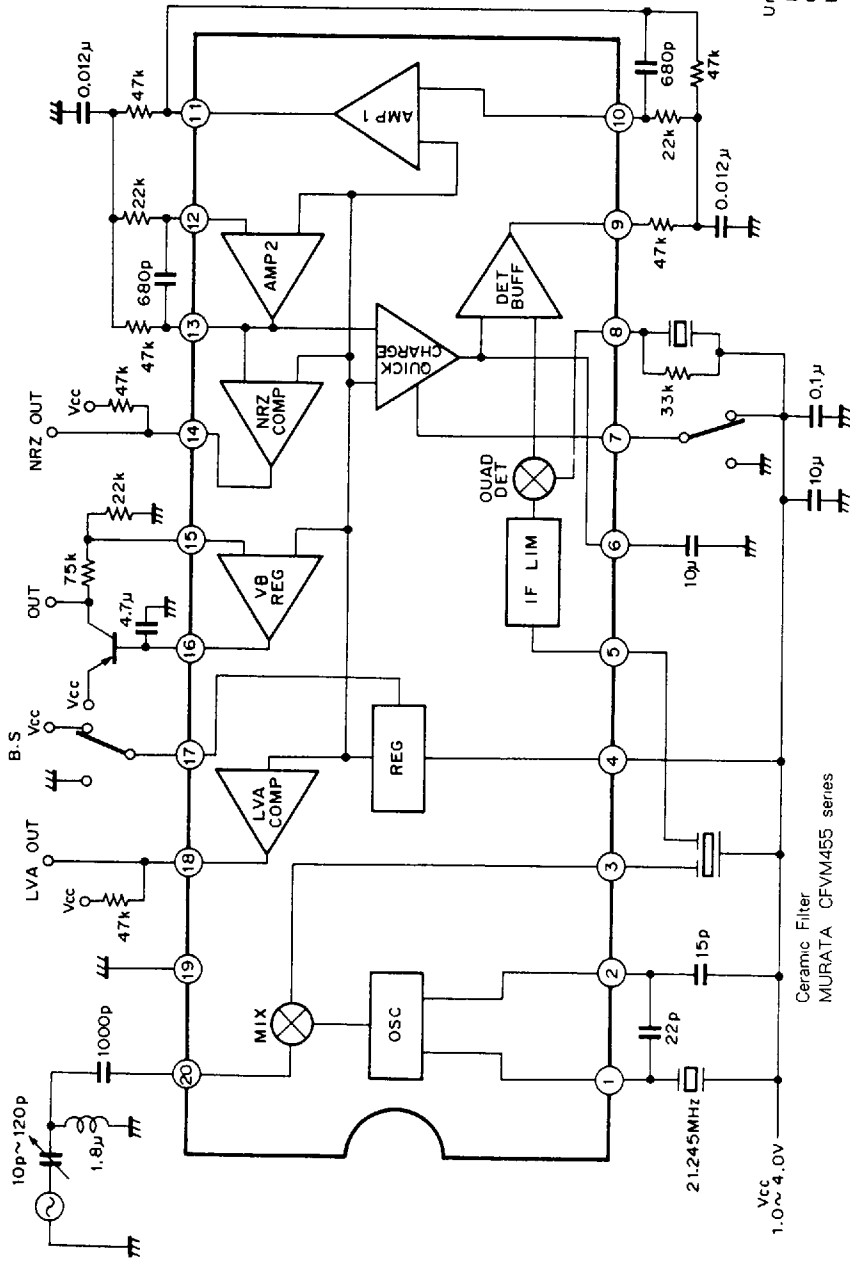 B.S
NRZ OUT
OUT
LVA OUT
10p~120p
1.8μ
1000p
Vcc
47k
Vcc
Vcc
4.7μ
75k
22k
Vcc
47k
47k
680p
22k
47k
0.012μ
20
19
18
17
16
15
14
13
12
11
MIX
OSC
LVA
COMP
REG
VB
REG
NRZ
COMP
AMP2
AMP 1
QUICK
CHARGE
IF LIM
QUAD
DET
DET
BUFF
1
2
3
4
5
6
7
8
9
10
21.245MHz
22p
15p
10μ
33k
47k
22k
680p
47k
0.012μ
10μ
0.1μ
Vcc
1.0~4.0V
Ceramic Filter
MURATA CFVM455 series